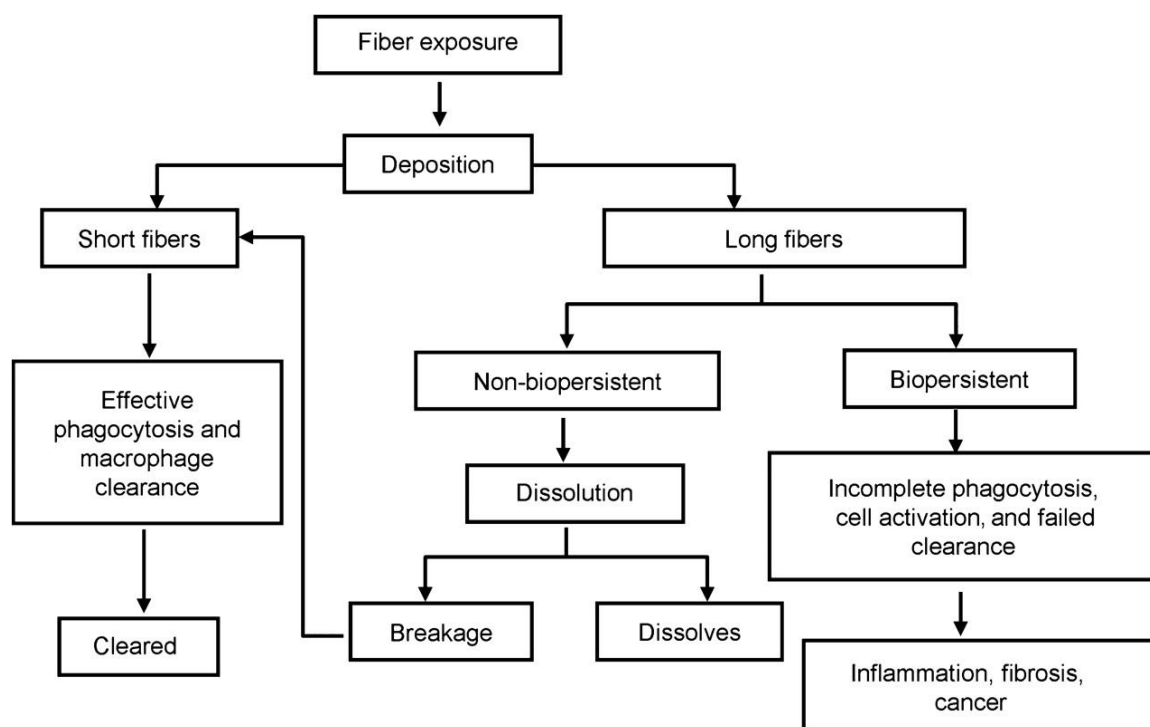 Fiber exposure
Deposition
Short fibers
Long fibers
Non-biopersistent
Biopersistent
Effective
phagocytosis and
macrophage
clearance
Dissolution
Incomplete phagocytosis,
cell activation, and failed
clearance
Cleared
Breakage
Dissolves
Inflammation, fibrosis,
cancer